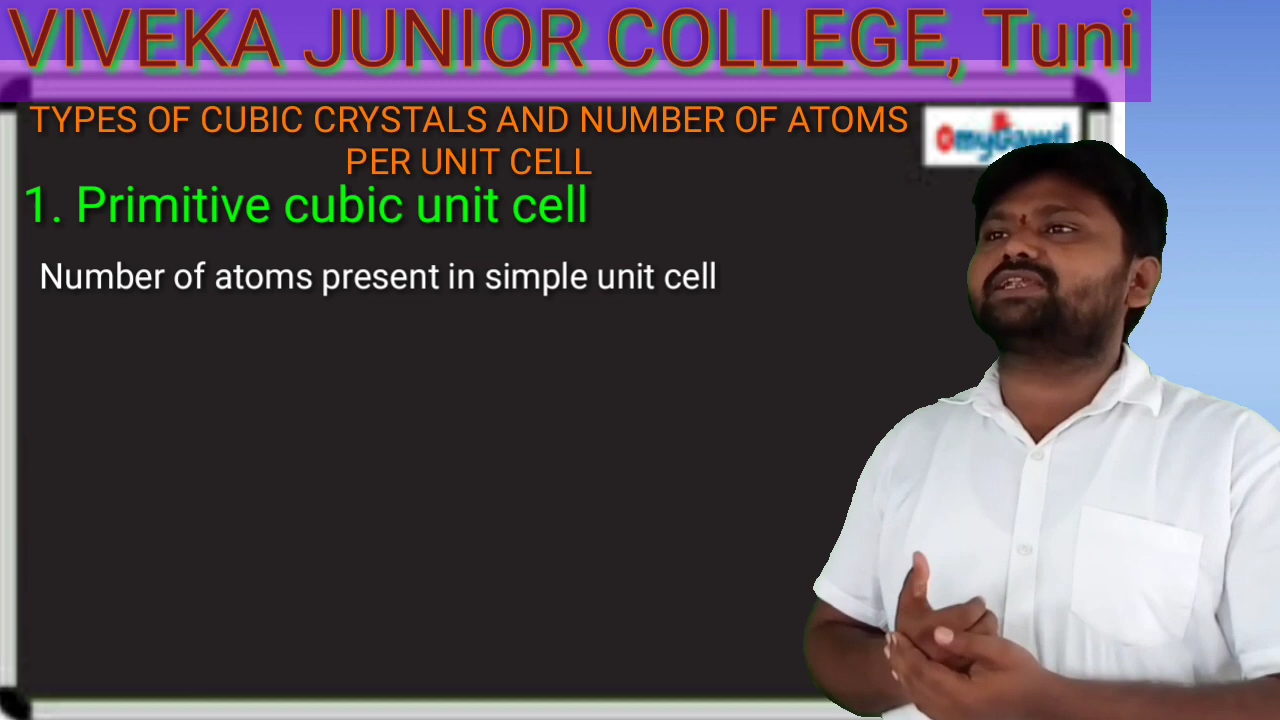 VIVEKA JUNIOR COLLEGE, Tuni
TYPES OF CUBIC CRYSTALS AND NUMBER OF ATOMS
PER UNIT CELL
1. Primitive cubic unit cell
Number of atoms present in simple unit cell